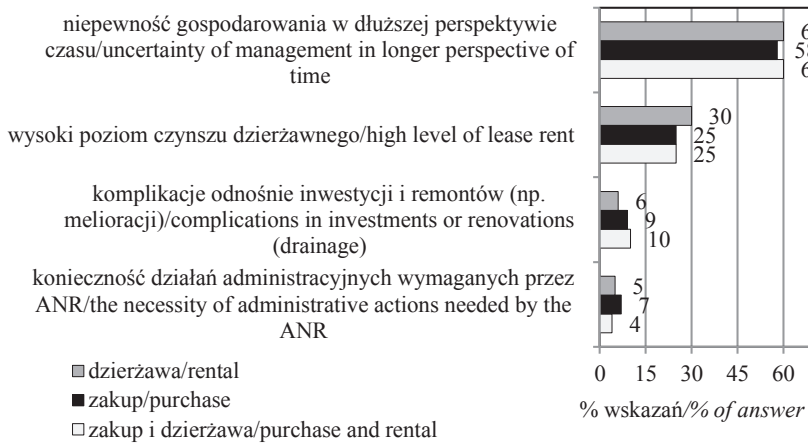 niepewność gospodarowania w dłuższej perspektywie
czasu/uncertainty of management in longer perspective of
time
wysoki poziom czynszu dzierżawnego/high level of lease rent
30
25
25
komplikacje odnośnie inwestycji i remontów (np.
melioracji)/complications in investments or renovations
(drainage)
6
9
10
konieczność działań administracyjnych wymaganych przez
ANR/the necessity of administrative actions needed by the
ANR
5
7
4
dzierżawa/rental
zakup/purchase
zakup i dzierżawa/purchase and rental
0 15 30 45 60
% wskazań/% of answer